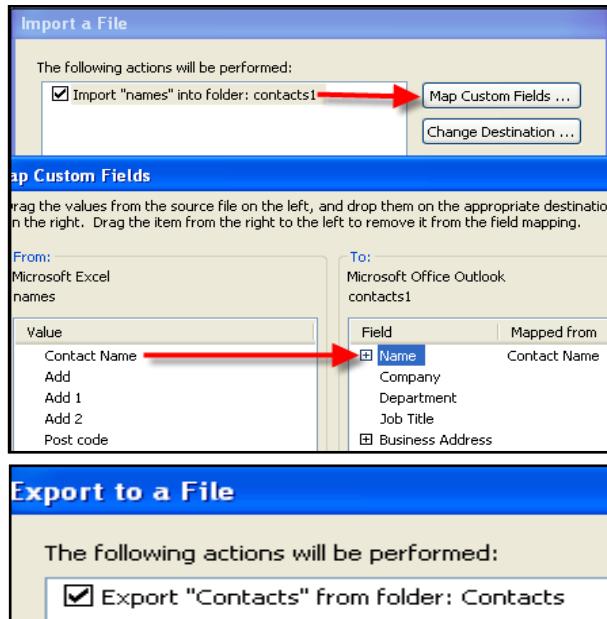 Import a File
The following actions will be performed:
Import "names" into folder: contacts1
Map Custom Fields ...
Change Destination ...
ap Custom Fields
rag the values from the source file on the left, and drop them on the appropriate destinatio
n the right. Drag the item from the right to the left to remove it from the field mapping.
From:
Microsoft Excel
names
To:
Microsoft Office Outlook
contacts1
Value
Contact Name
Add
Add 1
Add 2
Post code
Field Mapped from
Name Contact Name
Company
Department
Job Title
Business Address
Export to a File
The following actions will be performed:
Export "Contacts" from folder: Contacts